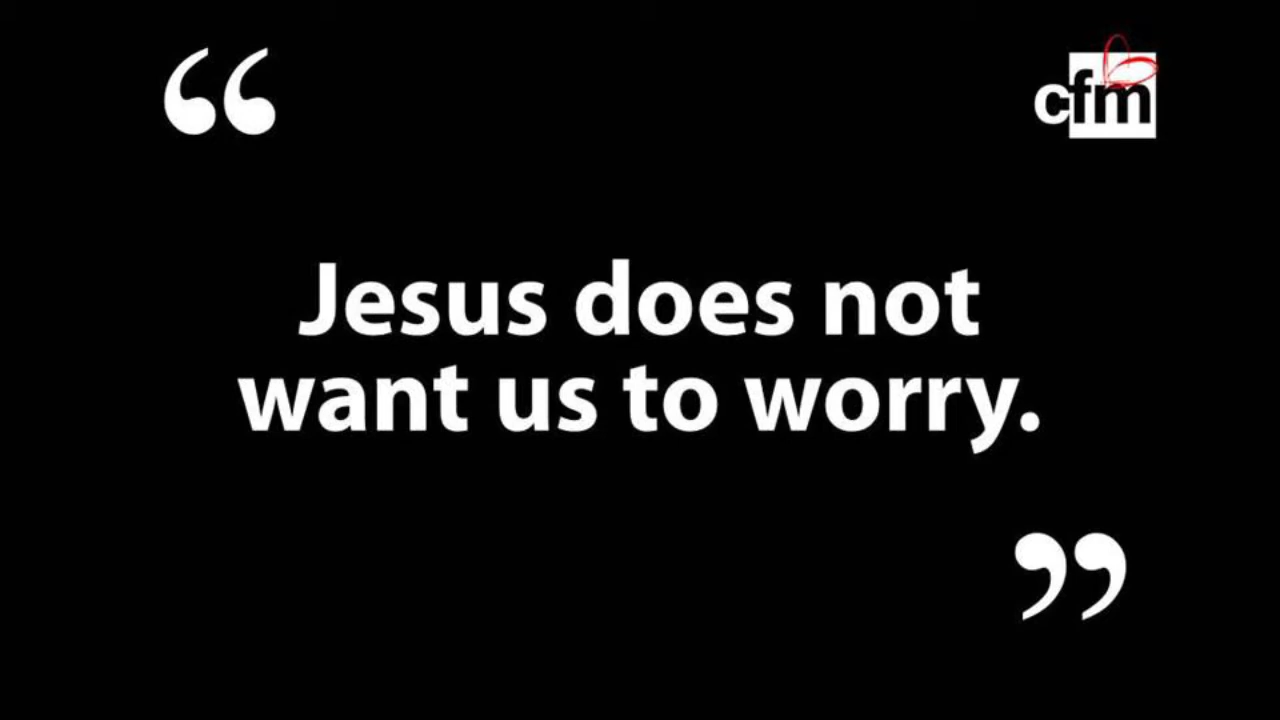 “
cfm
Jesus does not
want us to worry.
”